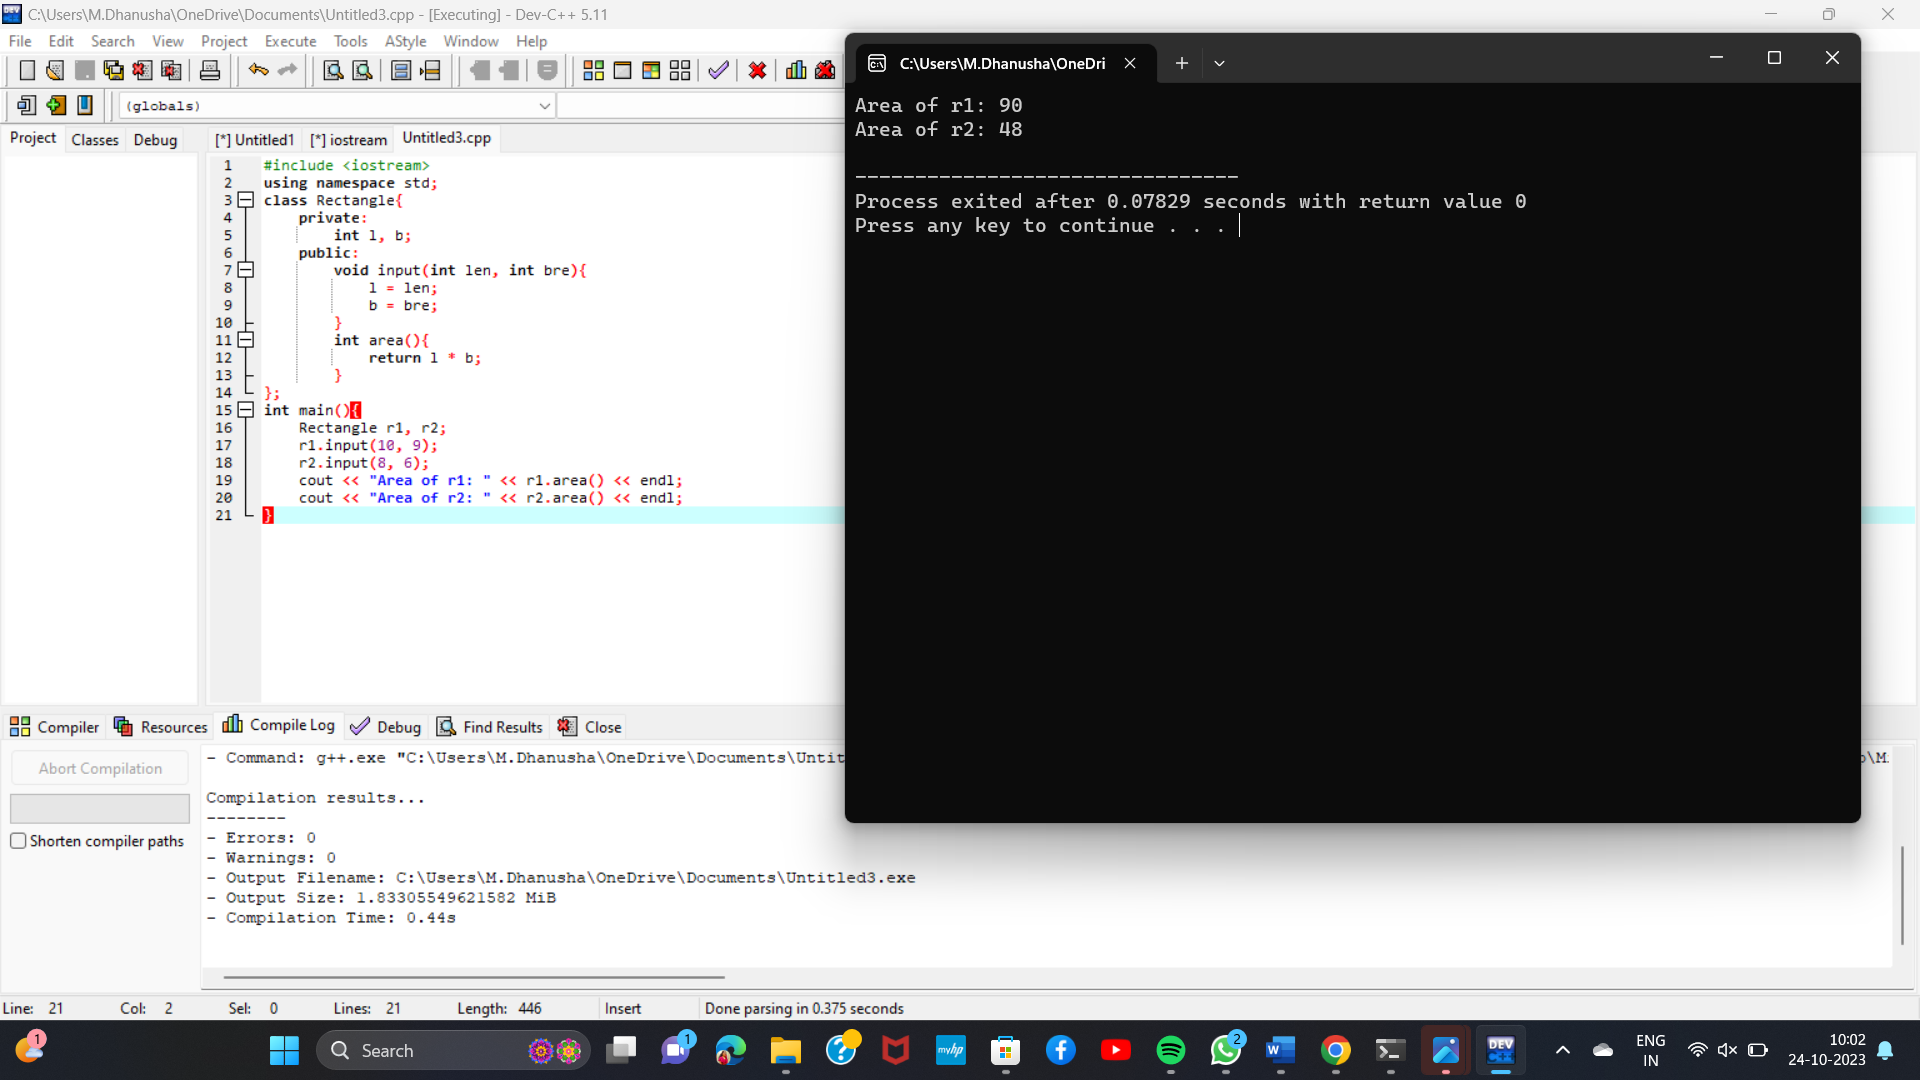 C:\Users\M.Dhanusha\OneDrive\Documents\Untitled3.cpp - [Executing] - Dev-C++ 5.11
File Edit Search View Project Execute Tools AStyle Window Help
(globals)
Project Classes Debug
[*] Untitled1 [*] iostream Untitled3.cpp
1 #include <iostream>
2 using namespace std;
3 class Rectangle{
4 private:
5 int l, b;
6 public:
7 void input(int len, int bre){
8 l = len;
9 b = bre;
10 }
11 int area(){
12 return l * b;
13 }
14 };
15 int main(){
16 Rectangle r1, r2;
17 r1.input(10, 9);
18 r2.input(8, 6);
19 cout << "Area of r1: " << r1.area() << endl;
20 cout << "Area of r2: " << r2.area() << endl;
21 }
C:\Users\M.Dhanusha\OneDri
Area of r1: 90
Area of r2: 48
--------------------------------
Process exited after 0.07829 seconds with return value 0
Press any key to continue . . .
Compiler Resources Compile Log Debug Find Results Close
Abort Compilation
Shorten compiler paths
- Command: g++.exe "C:\Users\M.Dhanusha\OneDrive\Documents\Untit
Compilation results...
--------
- Errors: 0
- Warnings: 0
- Output Filename: C:\Users\M.Dhanusha\OneDrive\Documents\Untitled3.exe
- Output Size: 1.83305549621582 MiB
- Compilation Time: 0.44s
Line: 21 Col: 2 Sel: 0 Lines: 21 Length: 446 Insert Done parsing in 0.375 seconds
1
Search
1
myhp
2
DEV C++
ENG
IN
10:02
24-10-2023